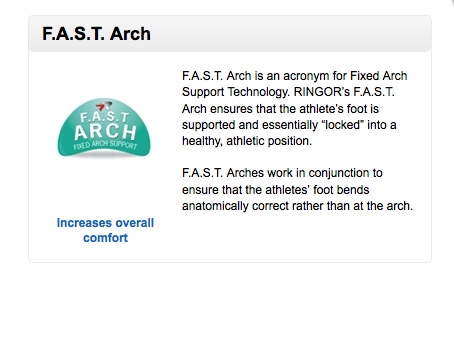 F.A.S.T. Arch
F.A.S.T
ARCH
FIXED ARCH SUPPORT
Increases overall
comfort
F.A.S.T. Arch is an acronym for Fixed Arch
Support Technology. RINGOR’s F.A.S.T.
Arch ensures that the athlete’s foot is
supported and essentially “locked” into a
healthy, athletic position.
F.A.S.T. Arches work in conjunction to
ensure that the athletes’ foot bends
anatomically correct rather than at the arch.